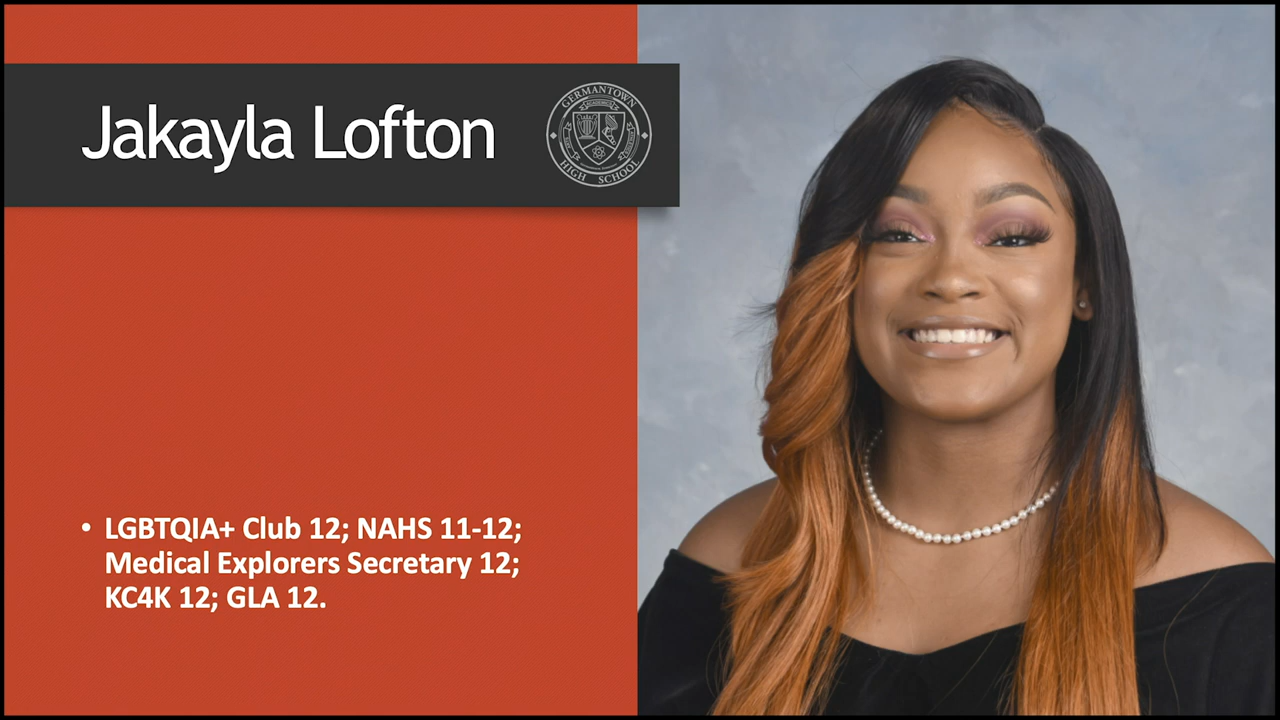 Jakayla Lofton
GERMANTOWN
HIGH SCHOOL
• LGBTQIA+ Club 12; NAHS 11-12;
Medical Explorers Secretary 12;
KC4K 12; GLA 12.